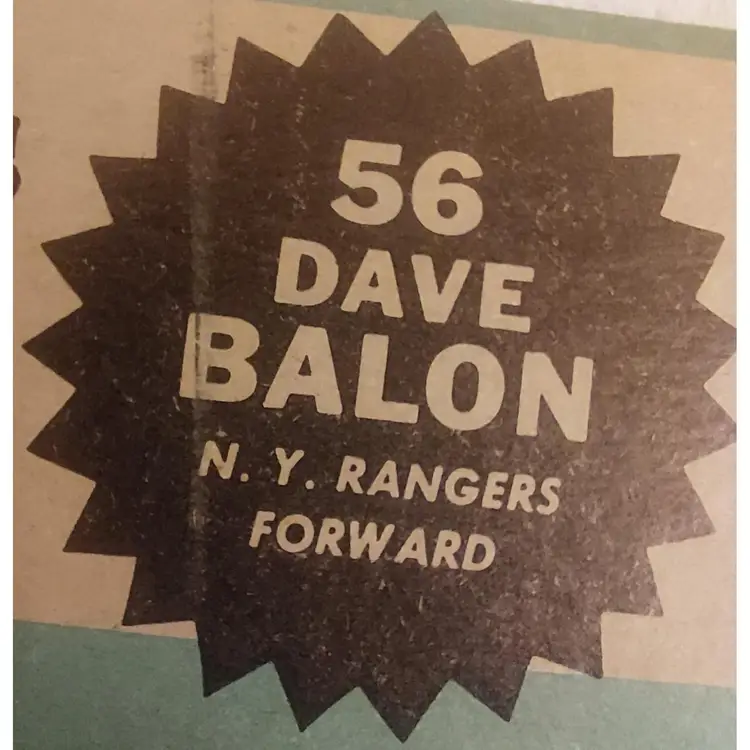 56
DAVE
BALON
N. Y. RANGERS
FORWARD